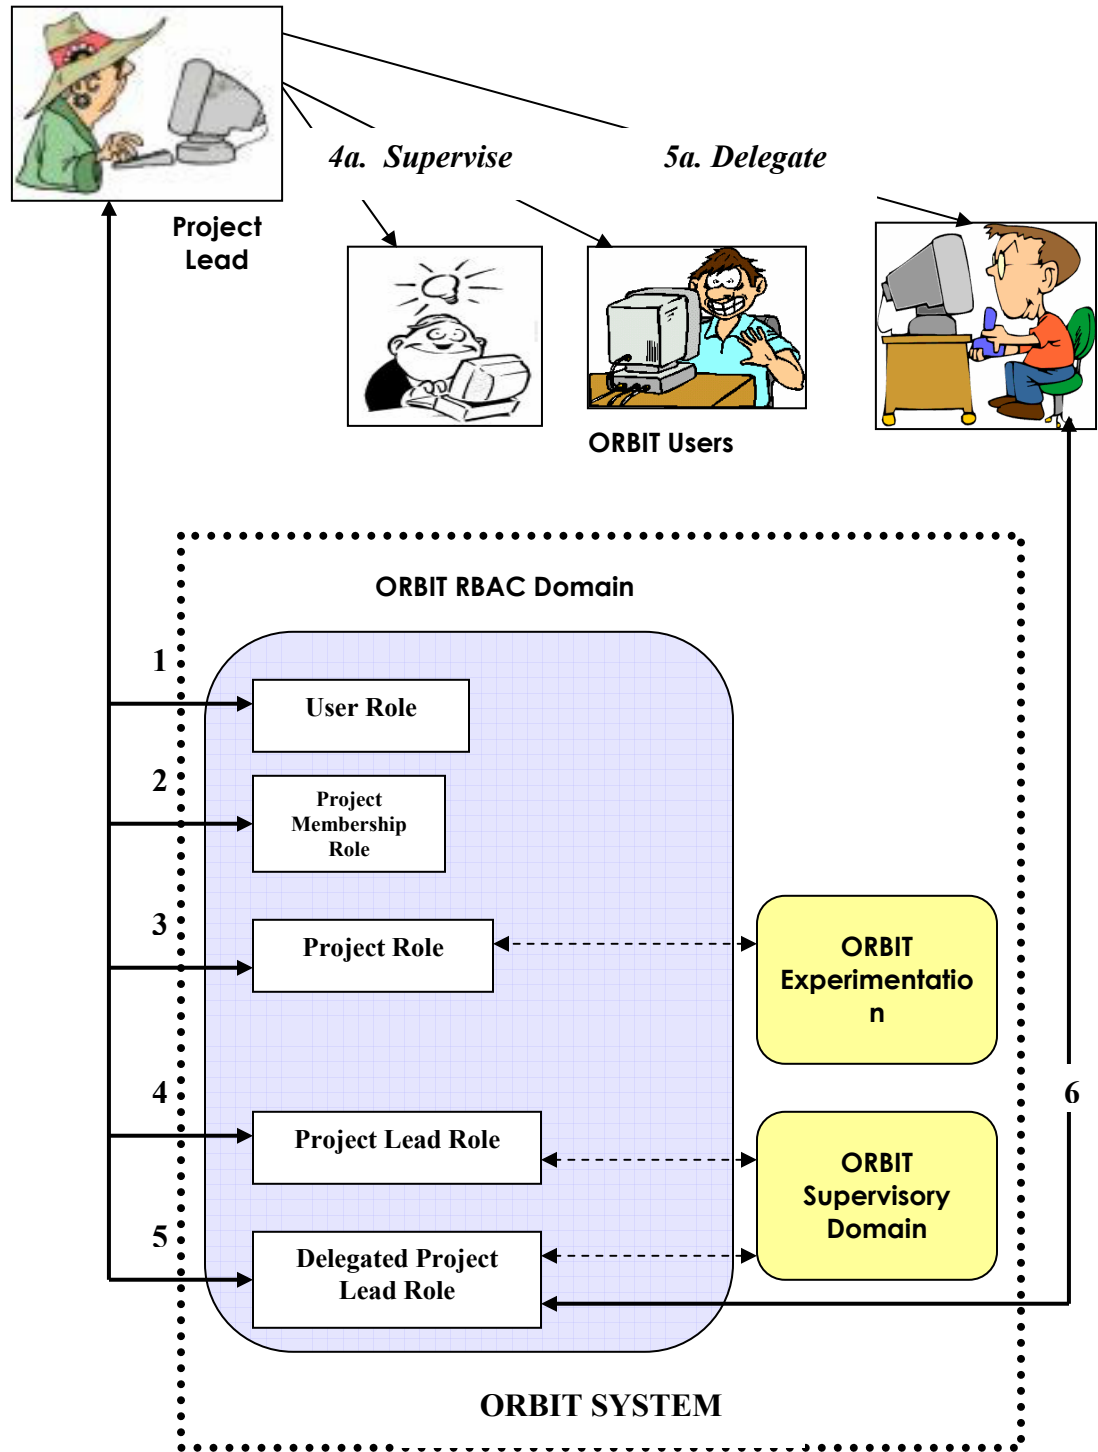 4a. Supervise
5a. Delegate
Project
Lead
ORBIT Users
ORBIT RBAC Domain
1
User Role
2
Project
Membership
Role
3
Project Role
ORBIT
Experimentatio
n
4
Project Lead Role
6
ORBIT
Supervisory
Domain
5
Delegated Project
Lead Role
ORBIT SYSTEM